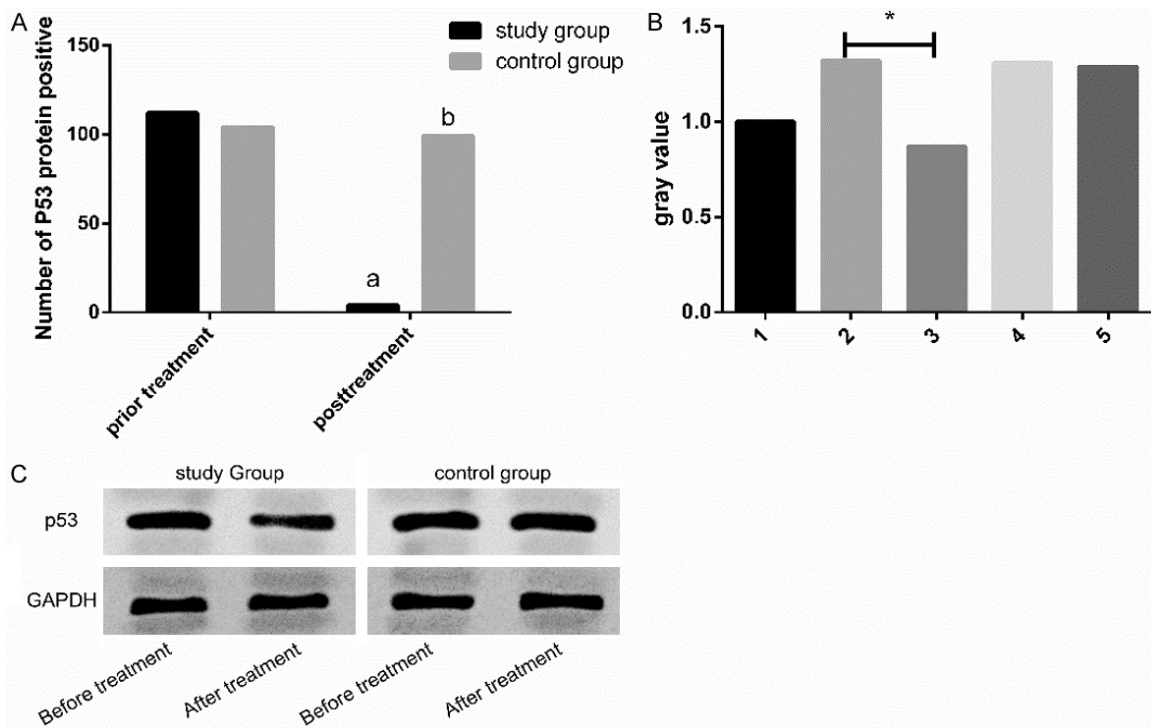 A
Number of P53 protein positive
150
100
50
0
study group
control group
a
b
prior treatment
posttreatment
B
gray value
1.5
1.0
0.5
0.0
*
1
2
3
4
5
C
study Group
control group
p53
GAPDH
Before treatment
After treatment
Before treatment
After treatment